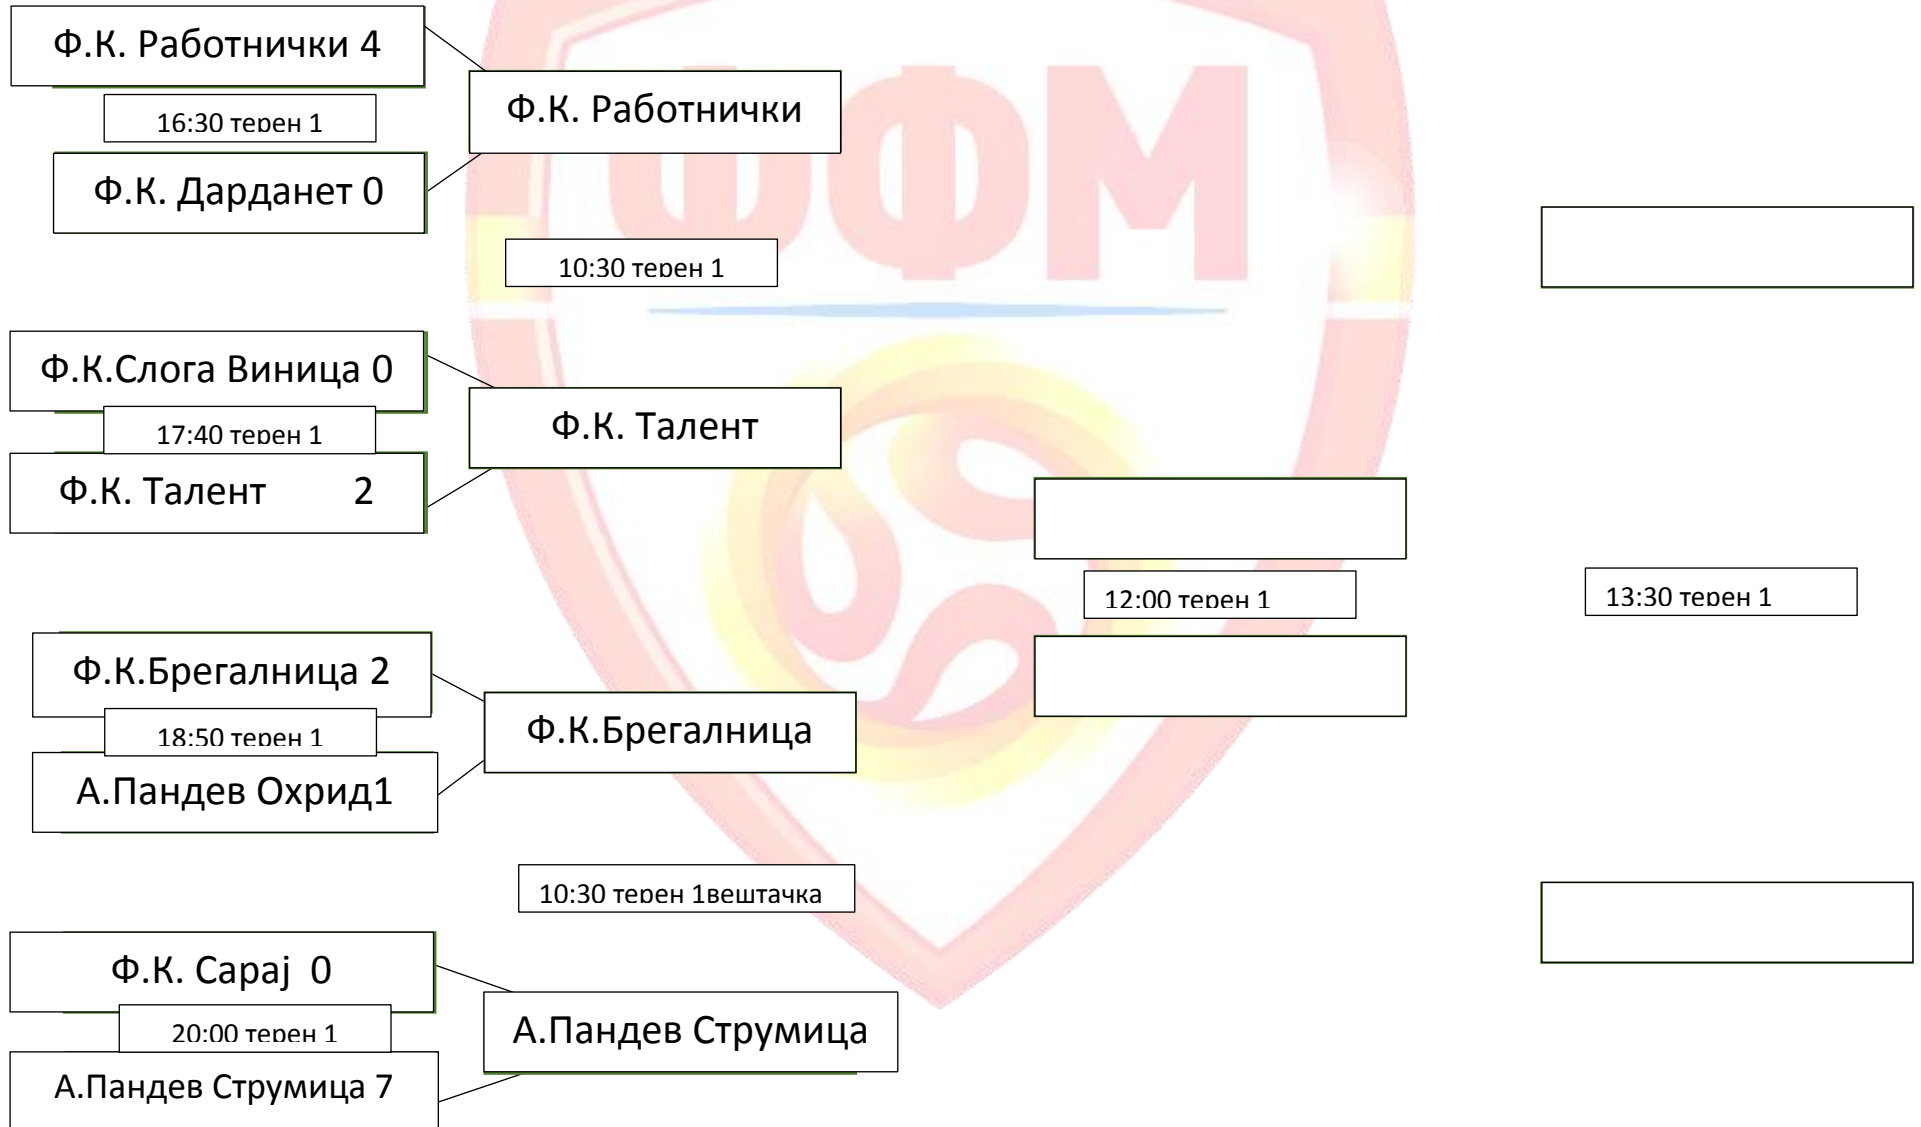 Ф.К. Работнички 4
16:30 терен 1
Ф.К. Дарданет 0
Ф.К. Работнички
10:30 терен 1
Ф.К.Слога Виница 0
17:40 терен 1
Ф.К. Талент 2
Ф.К. Талент
Ф.К.Брегалница 2
18:50 терен 1
А.Пандев Охрид1
Ф.К.Брегалница
10:30 терен 1вештачка
Ф.К. Сарај 0
20:00 терен 1
А.Пандев Струмица 7
А.Пандев Струмица
12:00 терен 1
13:30 терен 1
ФФМ